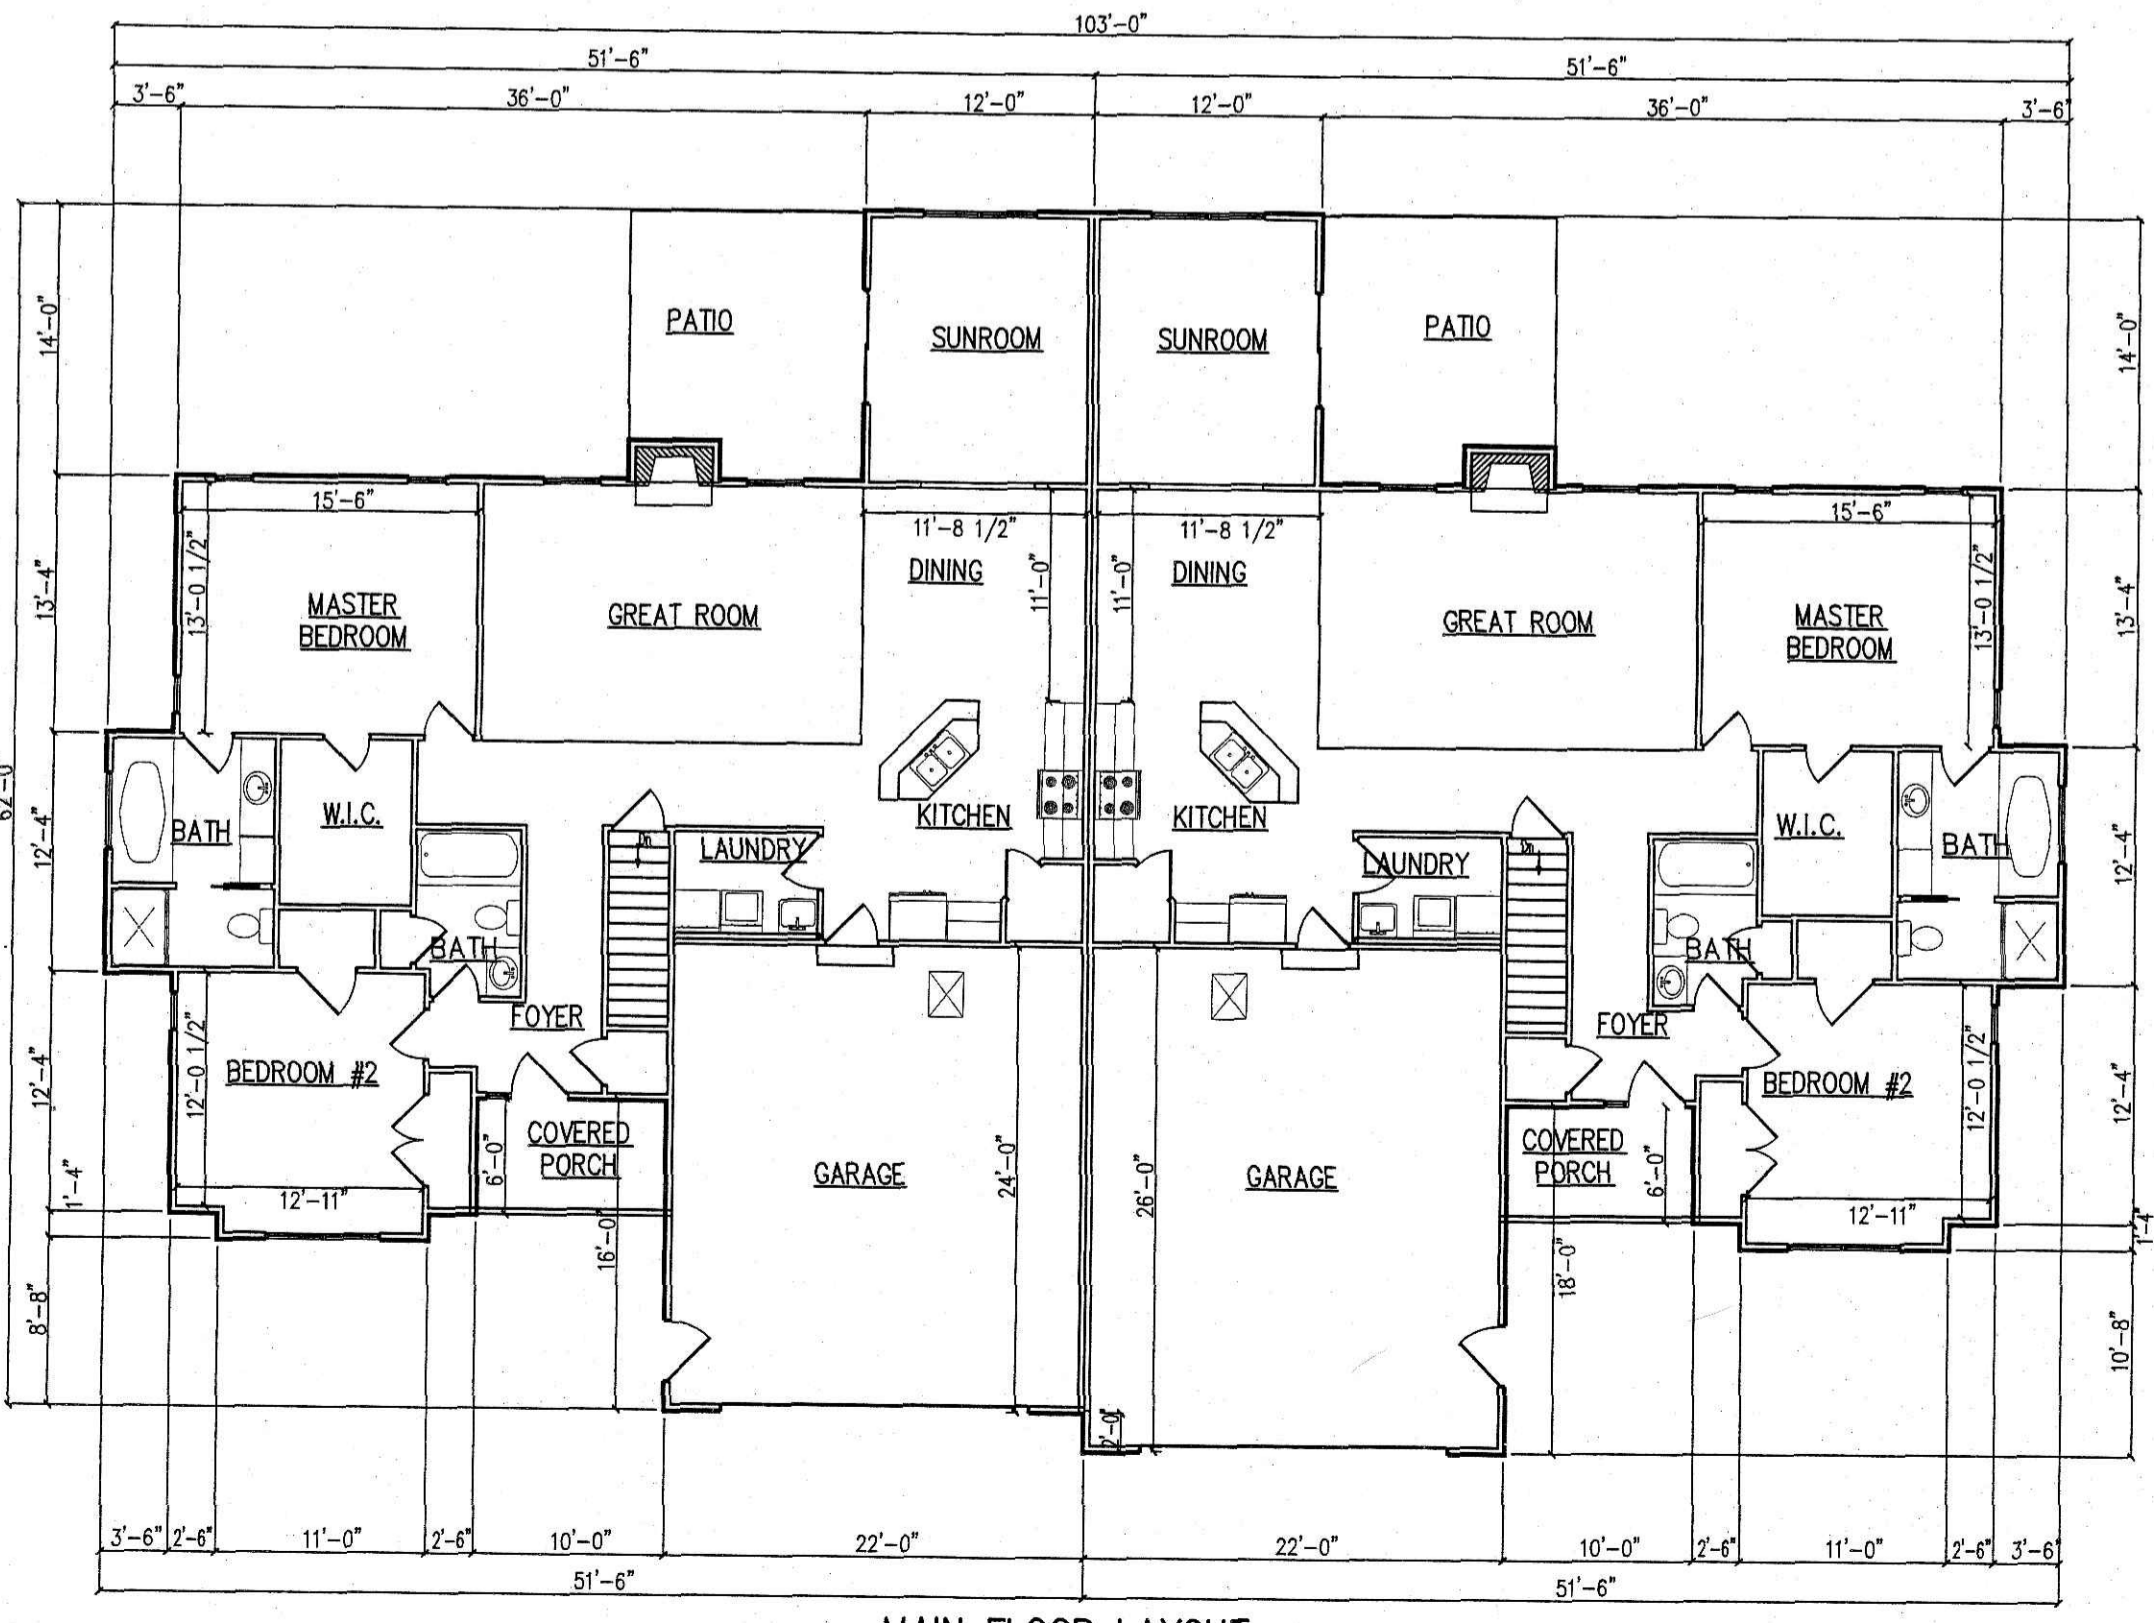 103'-0"
51'-6" 51'-6"
3'-6" 36'-0" 12'-0" 12'-0" 36'-0" 3'-6"
14'-0" PATIO SUNROOM SUNROOM PATIO 14'-0"
15'-6" 11'-8 1/2" 11'-8 1/2" 15'-6"
13'-4" 13'-0 1/2" DINING 11'-0" 11'-0" DINING 13'-0 1/2" 13'-4"
MASTER GREAT ROOM GREAT ROOM MASTER
BEDROOM BEDROOM
62'-0"
12'-4" BATH W.I.C. KITCHEN KITCHEN W.I.C. BATH 12'-4"
Dn LAUNDRY LAUNDRY Dn
BATH BATH
FOYER FOYER
12'-4" 12'-0 1/2" BEDROOM #2 BEDROOM #2 12'-0 1/2" 12'-4"
COVERED COVERED
PORCH PORCH
6'-0" GARAGE 24'-0" 26'-0" GARAGE 6'-0"
1'-4" 12'-11" 12'-11" 1'-4"
16'-0" 18'-0"
8'-8" 10'-8"
2'-0"
3'-6" 2'-6" 11'-0" 2'-6" 10'-0" 22'-0" 22'-0" 10'-0" 2'-6" 11'-0" 2'-6" 3'-6"
51'-6" 51'-6"
MAIN FLOOR LAYOUT